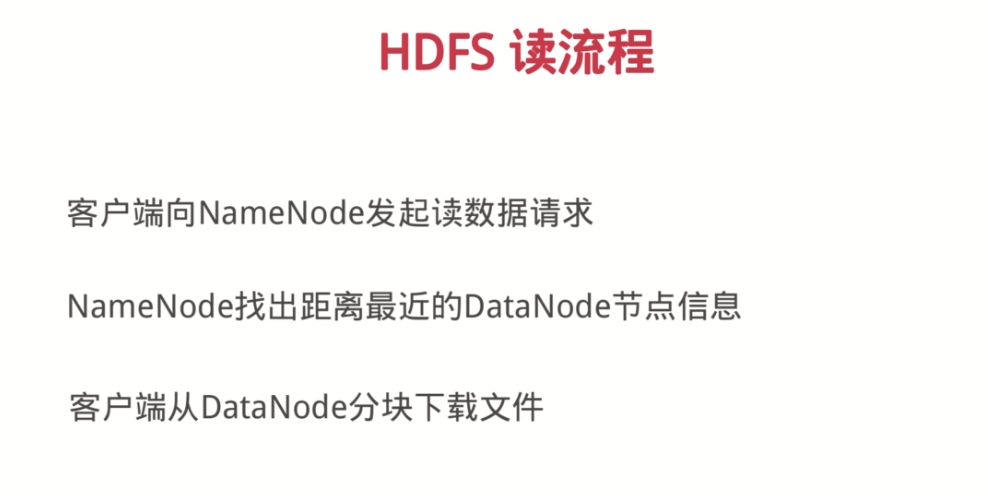 HDFS 读流程
客户端向NameNode发起读数据请求
NameNode找出距离最近的DataNode节点信息
客户端从DataNode分块下载文件